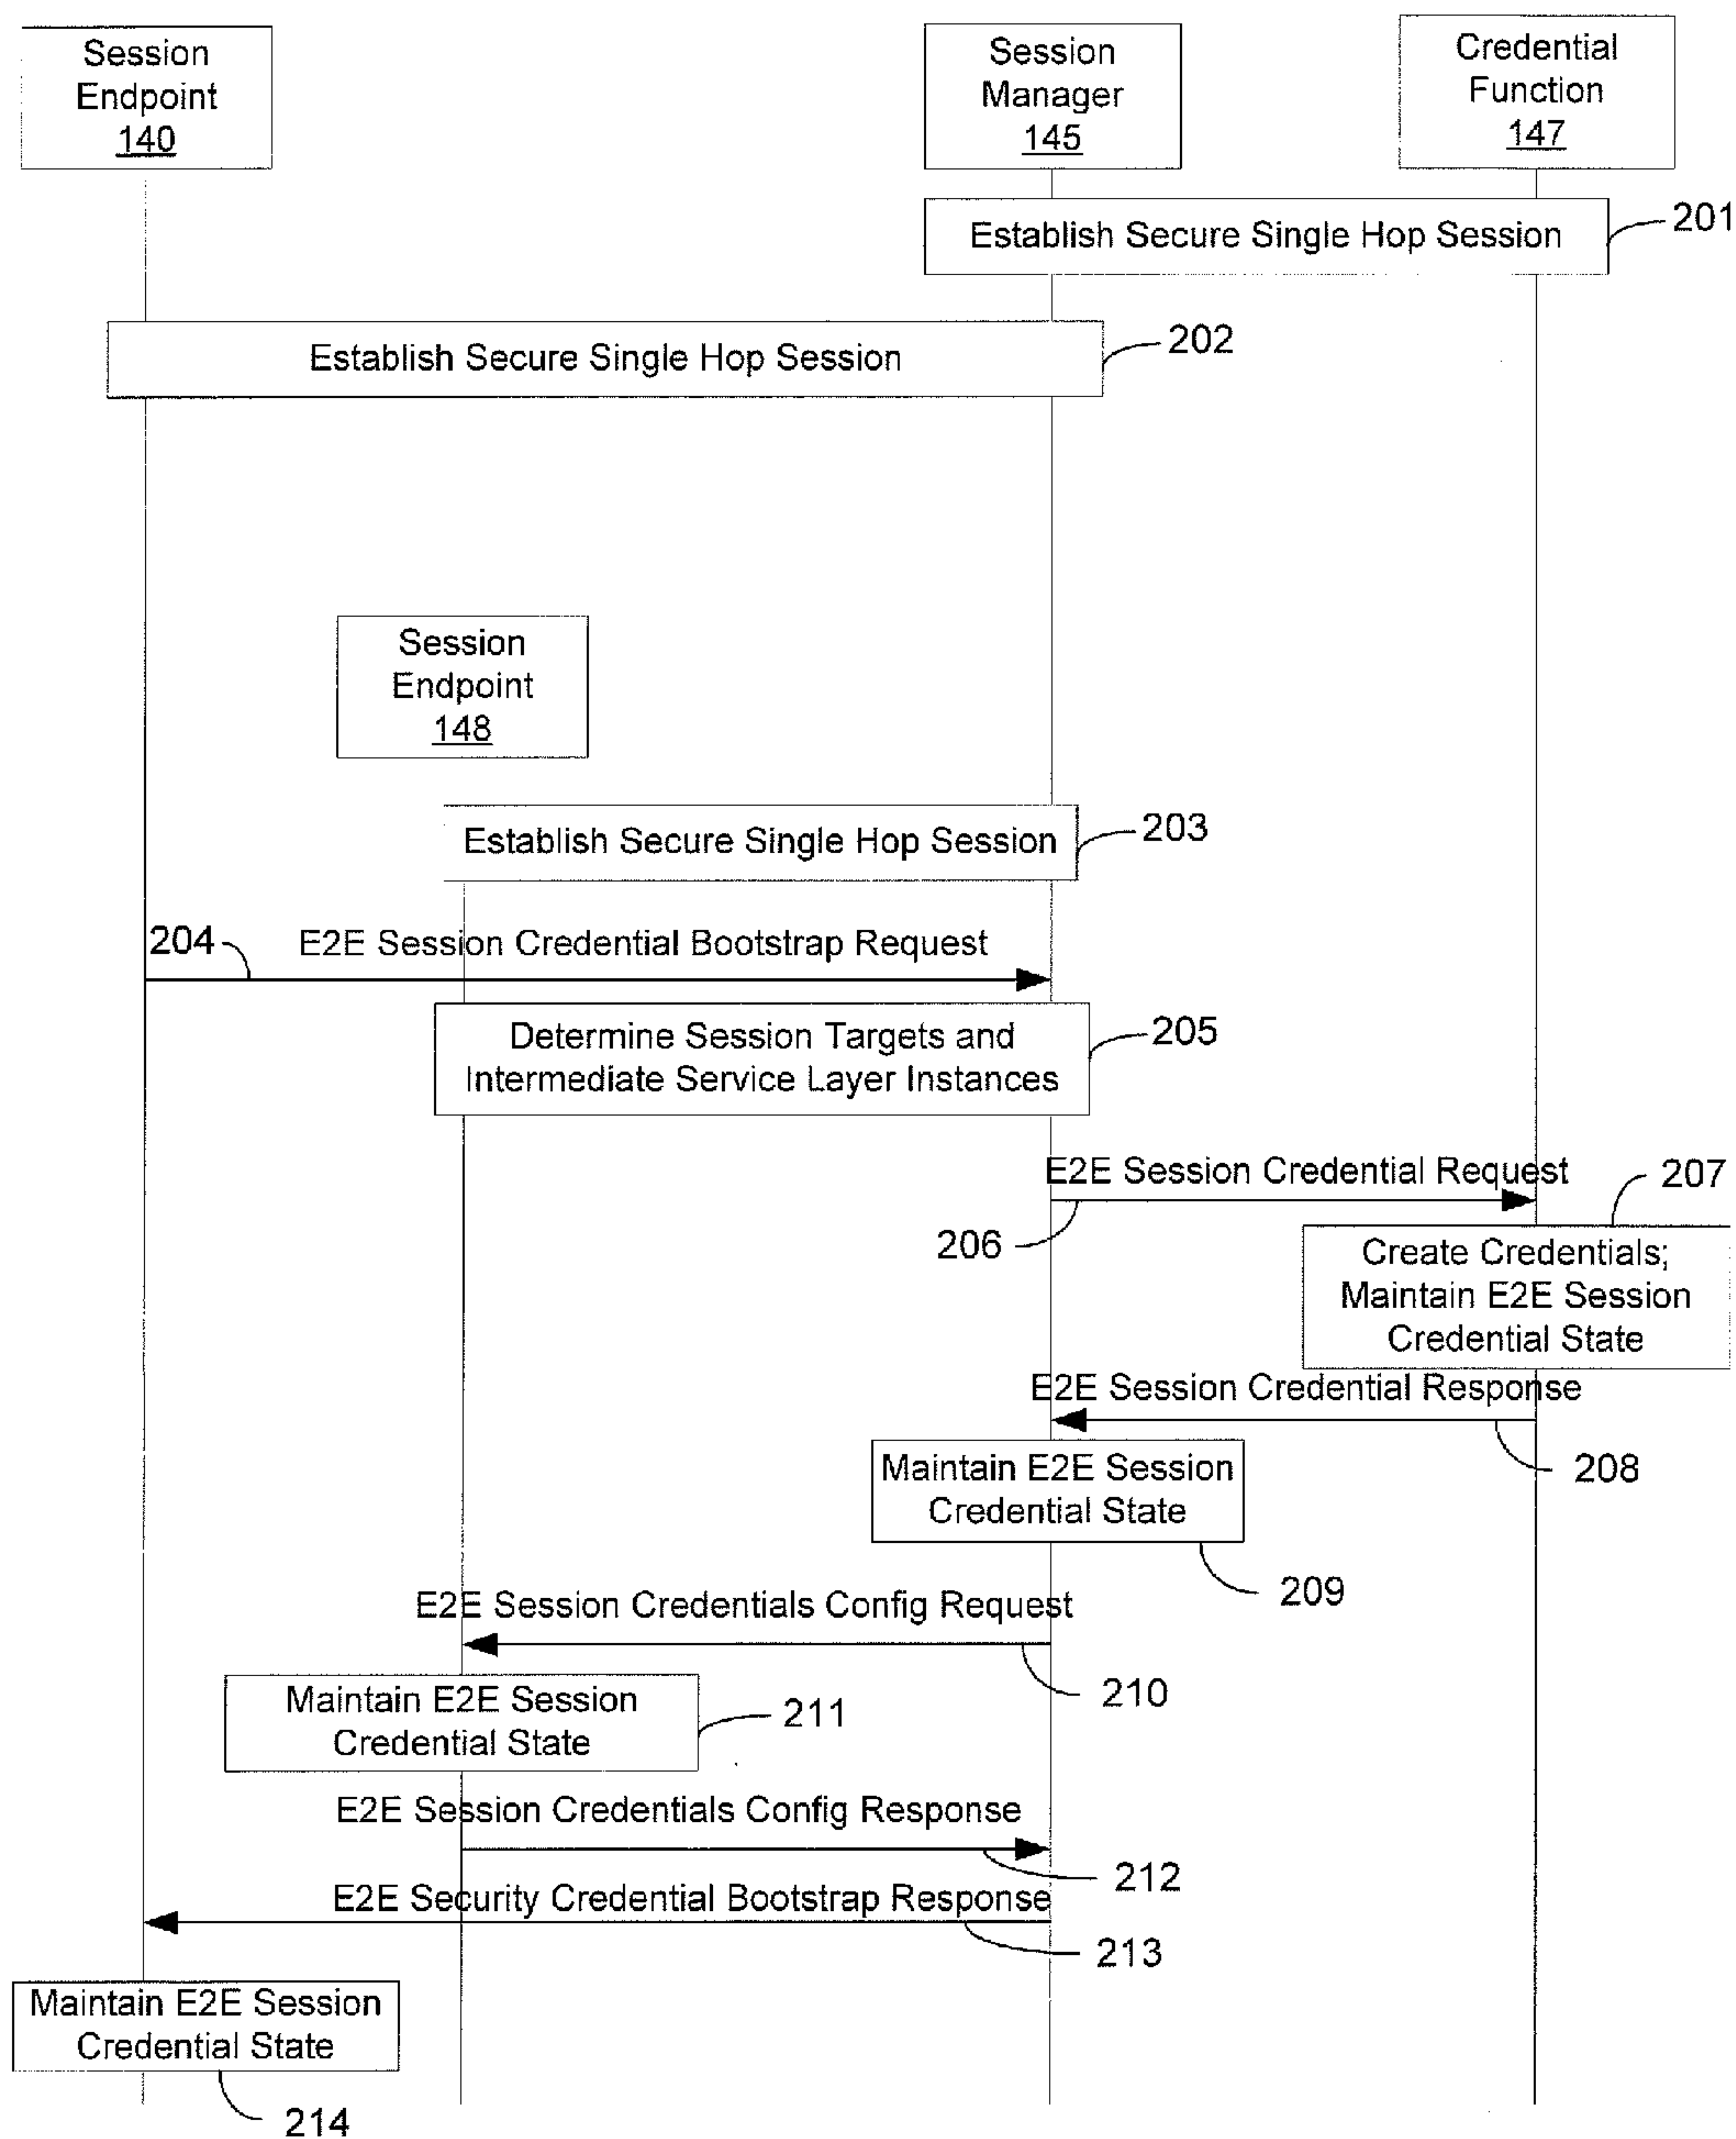 Session
Endpoint
140
Session
Manager
145
Credential
Function
147
Establish Secure Single Hop Session
201
Establish Secure Single Hop Session
202
Session
Endpoint
148
Establish Secure Single Hop Session
203
204
E2E Session Credential Bootstrap Request
Determine Session Targets and
Intermediate Service Layer Instances
205
E2E Session Credential Request
206
207
Create Credentials;
Maintain E2E Session
Credential State
E2E Session Credential Response
208
Maintain E2E Session
Credential State
209
E2E Session Credentials Config Request
210
Maintain E2E Session
Credential State
211
E2E Session Credentials Config Response
212
E2E Security Credential Bootstrap Response
213
Maintain E2E Session
Credential State
214